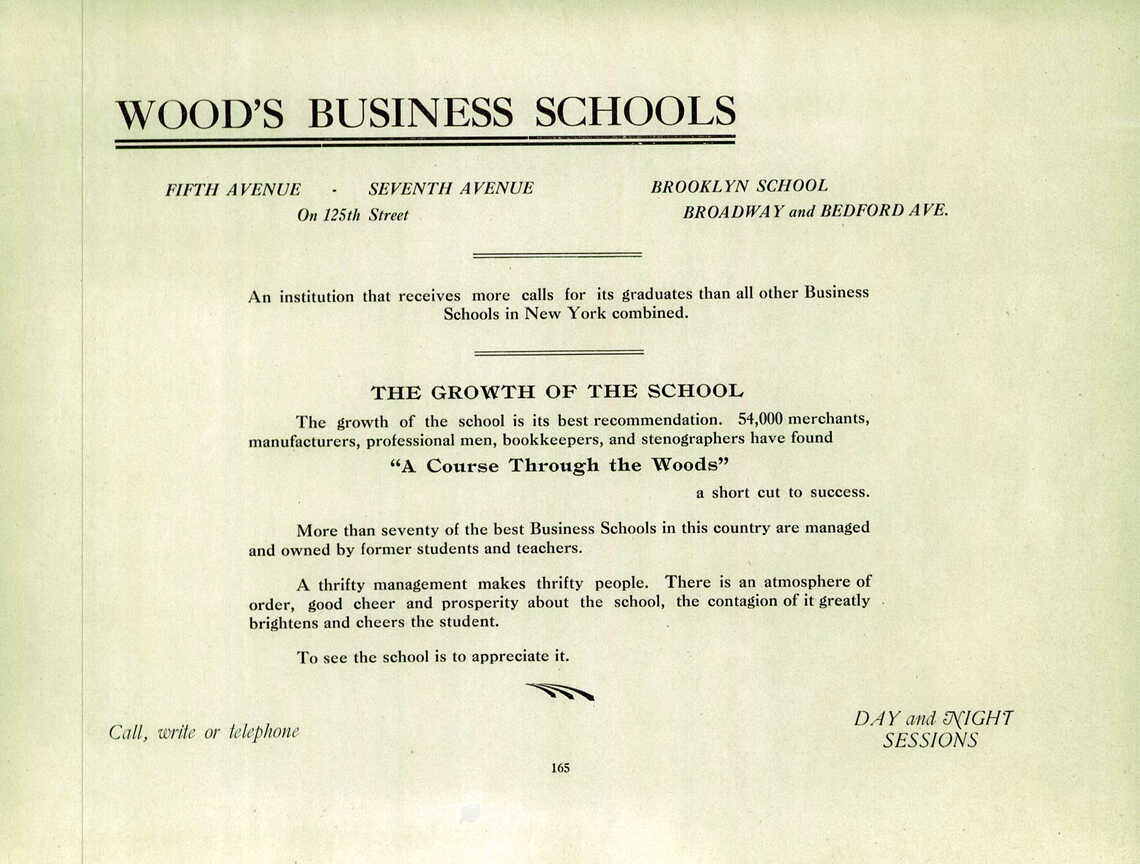 WOOD'S BUSINESS SCHOOLS
FIFTH AVENUE - SEVENTH AVENUE
On 125th Street
BROOKLYN SCHOOL
BROADWAY and BEDFORD AVE.
An institution that receives more calls for its graduates than all other Business
Schools in New York combined.
THE GROWTH OF THE SCHOOL
The growth of the school is its best recommendation. 54,000 merchants,
manufacturers, professional men, bookkeepers, and stenographers have found
“A Course Through the Woods”
a short cut to success.
More than seventy of the best Business Schools in this country are managed
and owned by former students and teachers.
A thrifty management makes thrifty people. There is an atmosphere of
order, good cheer and prosperity about the school, the contagion of it greatly
brightens and cheers the student.
To see the school is to appreciate it.
Call, write or telephone
DAY and NIGHT
SESSIONS
165